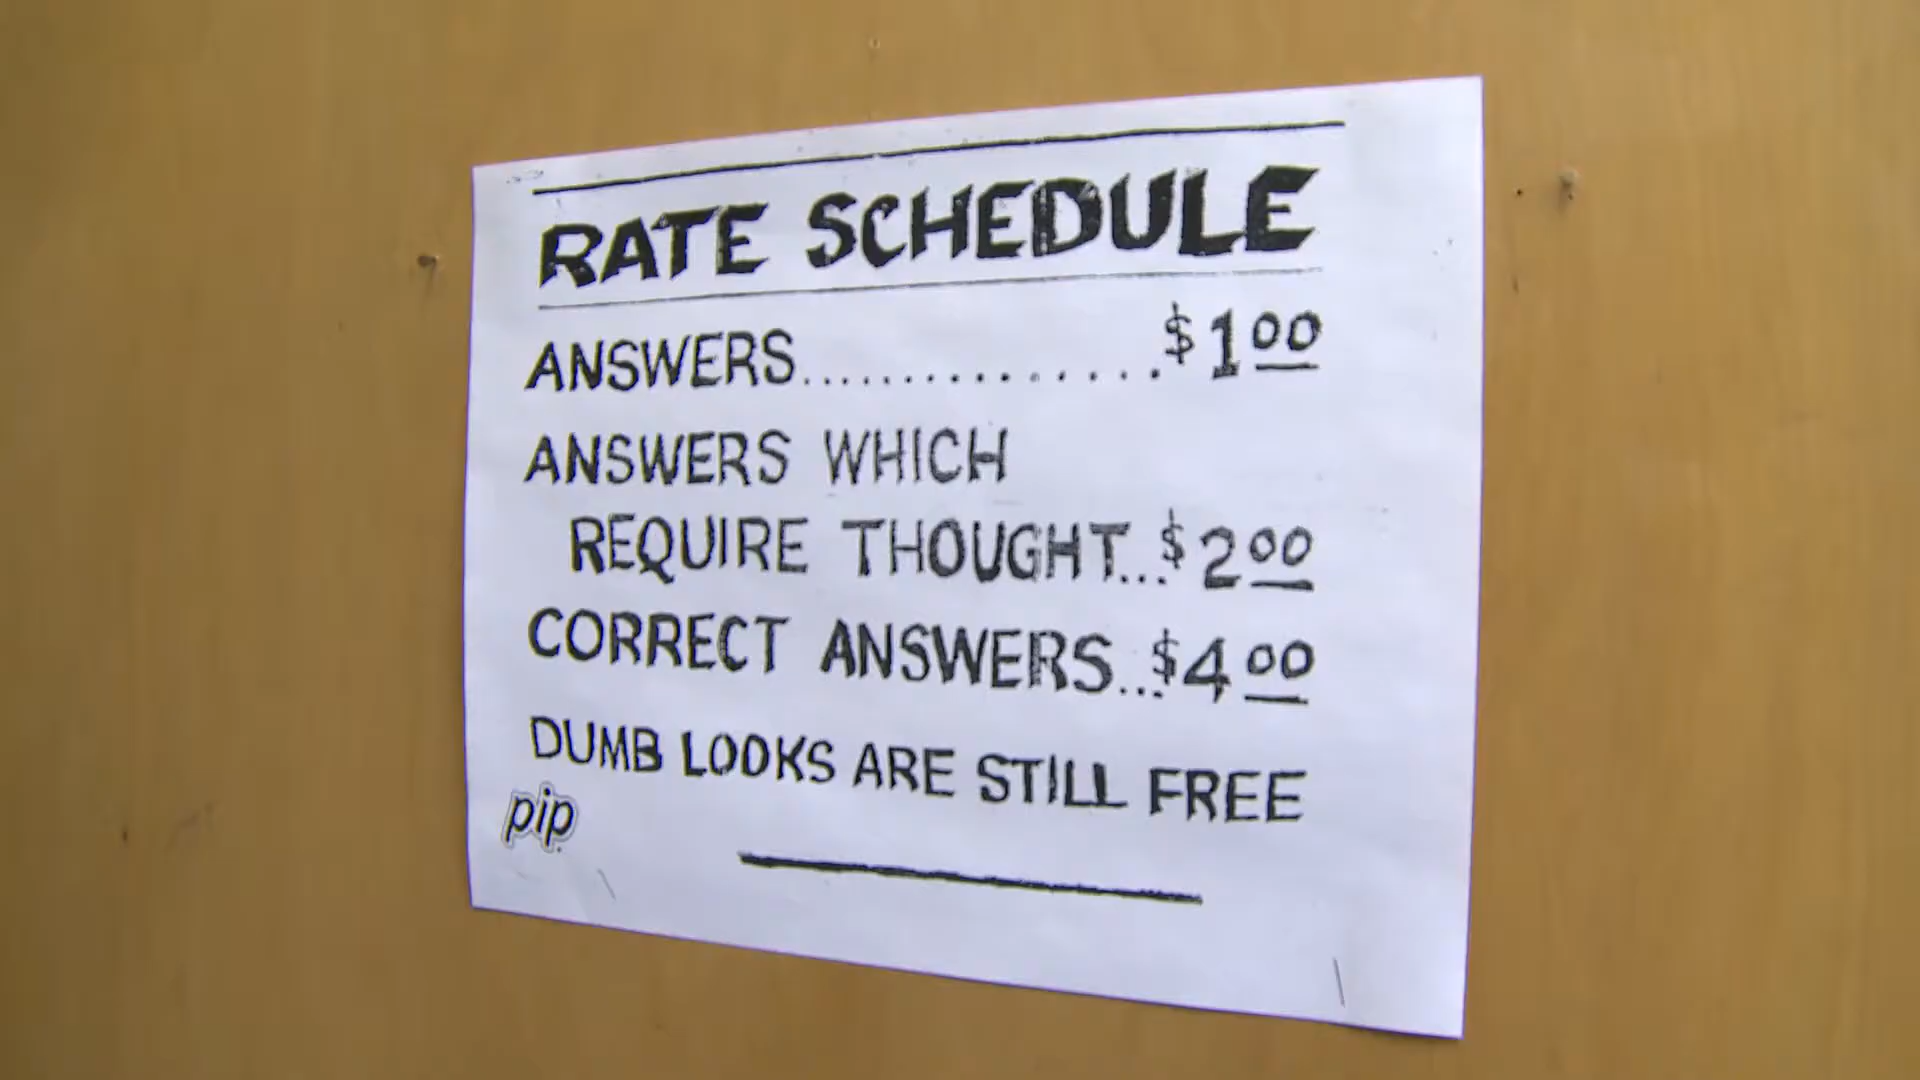 RATE SCHEDULE
ANSWERS...............$1.00
ANSWERS WHICH
REQUIRE THOUGHT...$2.00
CORRECT ANSWERS...$4.00
DUMB LOOKS ARE STILL FREE
pip